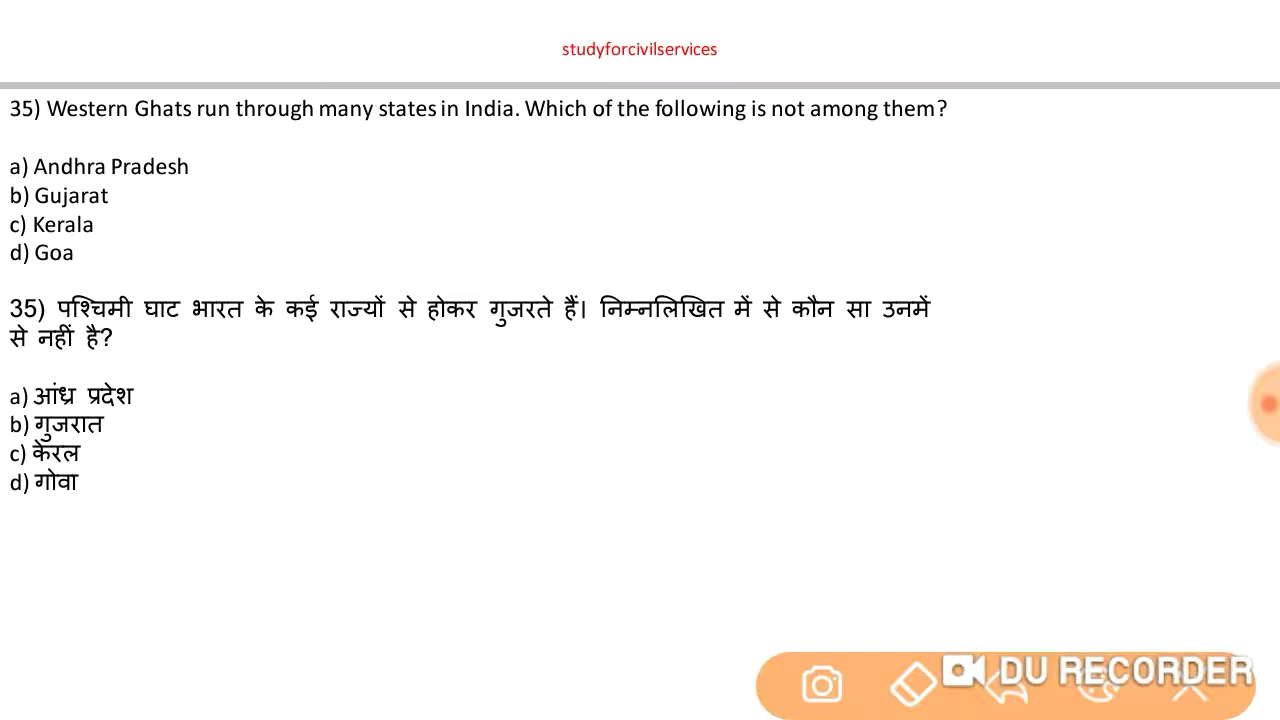 studyforcivilservices
35) Western Ghats run through many states in India. Which of the following is not among them?
a) Andhra Pradesh
b) Gujarat
c) Kerala
d) Goa
35) पश्चिमी घाट भारत के कई राज्यों से होकर गुजरते हैं। निम्नलिखित में से कौन सा उनमें
से नहीं है?
a) आंध्र प्रदेश
b) गुजरात
c) केरल
d) गोवा
DU RECORDER